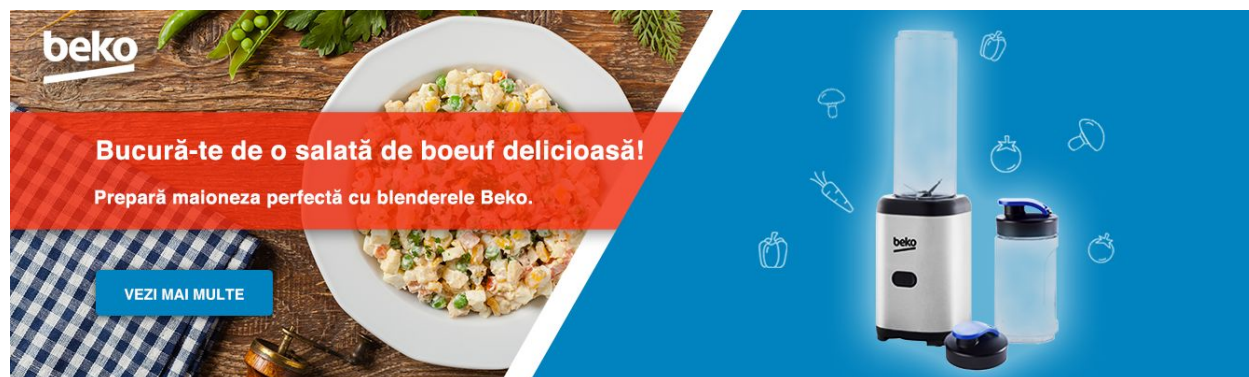 beko
Bucură-te de o salată de boeuf delicioasă!
Prepară maioneza perfectă cu blenderele Beko.
VEZI MAI MULTE
beko